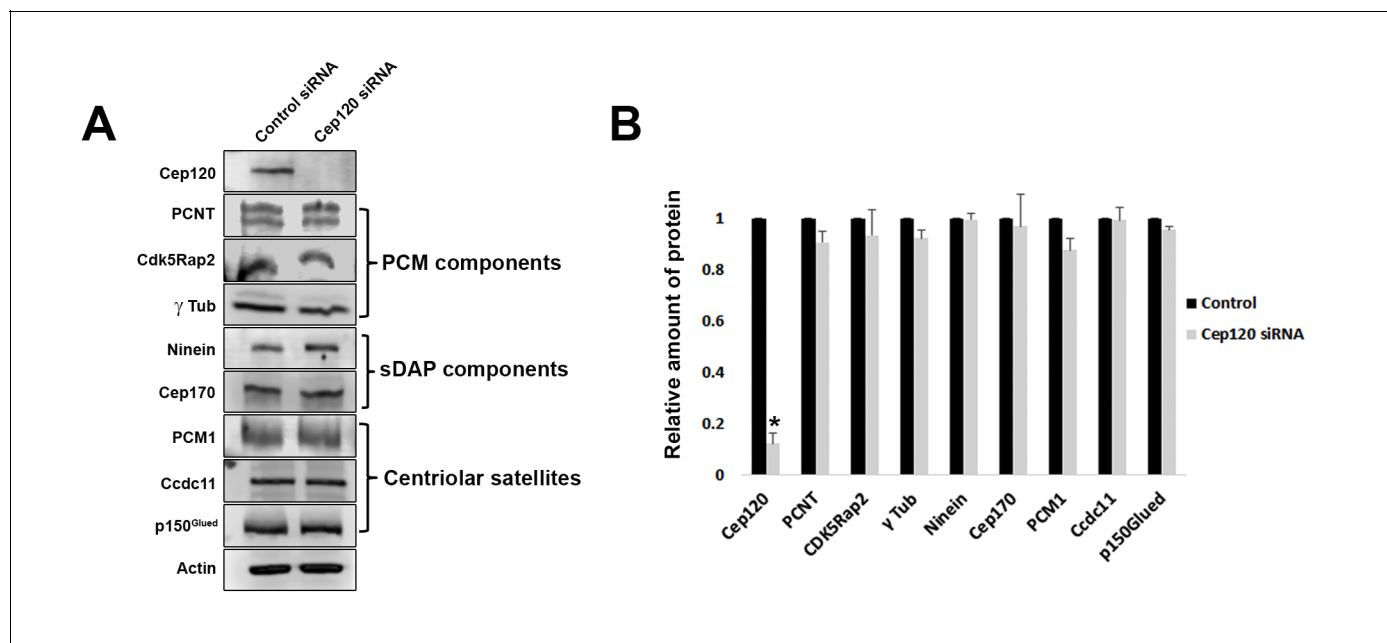 A
Control siRNA
Cep120 siRNA
Cep120
PCNT
Cdk5Rap2
γ Tub
PCM components
Ninein
Cep170
sDAP components
PCM1
Ccdc11
p150Glued
Centriolar satellites
Actin
B
Relative amount of protein
1
0.8
0.6
0.4
0.2
0
*
Cep120
PCNT
CDK5Rap2
γ Tub
Ninein
Cep170
PCM1
Ccdc11
p150Glued
Control
Cep120 siRNA